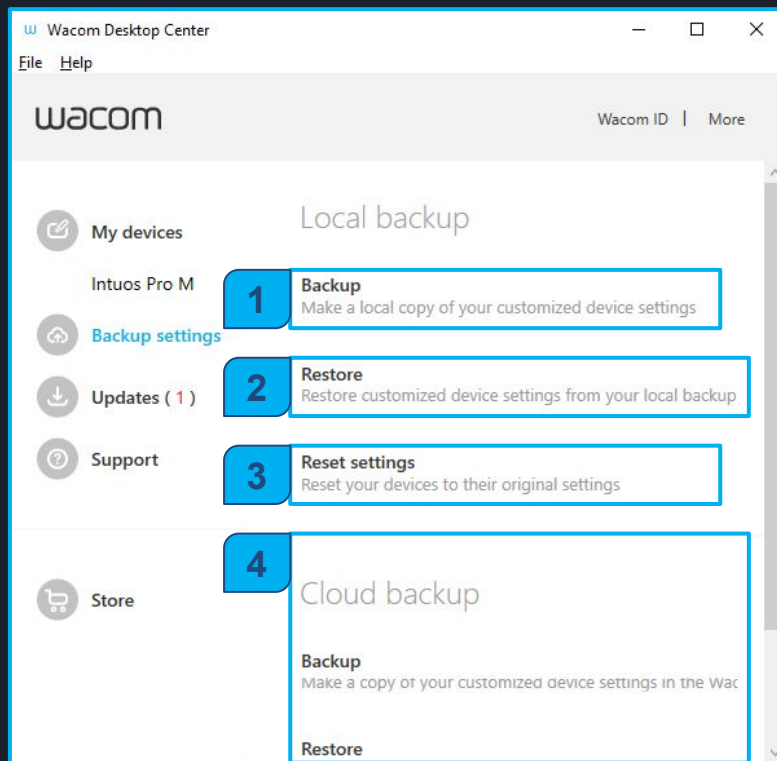 Wacom Desktop Center
File Help
wacom
Wacom ID | More
My devices
Intuos Pro M
Backup settings
Updates ( 1 )
Support
Store
Local backup
1
Backup
Make a local copy of your customized device settings
2
Restore
Restore customized device settings from your local backup
3
Reset settings
Reset your devices to their original settings
4
Cloud backup
Backup
Make a copy of your customized device settings in the Wac
Restore